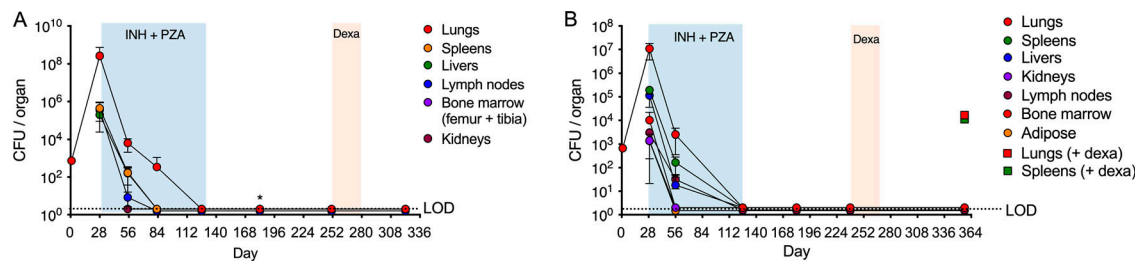 A
INH + PZA
Dexa
CFU / organ
10^10
10^8
10^6
10^4
10^2
10^0
LOD
*
0 28 56 84 112 140 168 196 224 252 280 308 336
Day
Lungs
Spleens
Livers
Lymph nodes
Bone marrow
(femur + tibia)
Kidneys
B
INH + PZA
Dexa
CFU / organ
10^8
10^7
10^6
10^5
10^4
10^3
10^2
10^1
10^0
LOD
0 28 56 84 112 140 168 196 224 252 280 308 336 364
Day
Lungs
Spleens
Livers
Kidneys
Lymph nodes
Bone marrow
Adipose
Lungs (+ dexa)
Spleens (+ dexa)